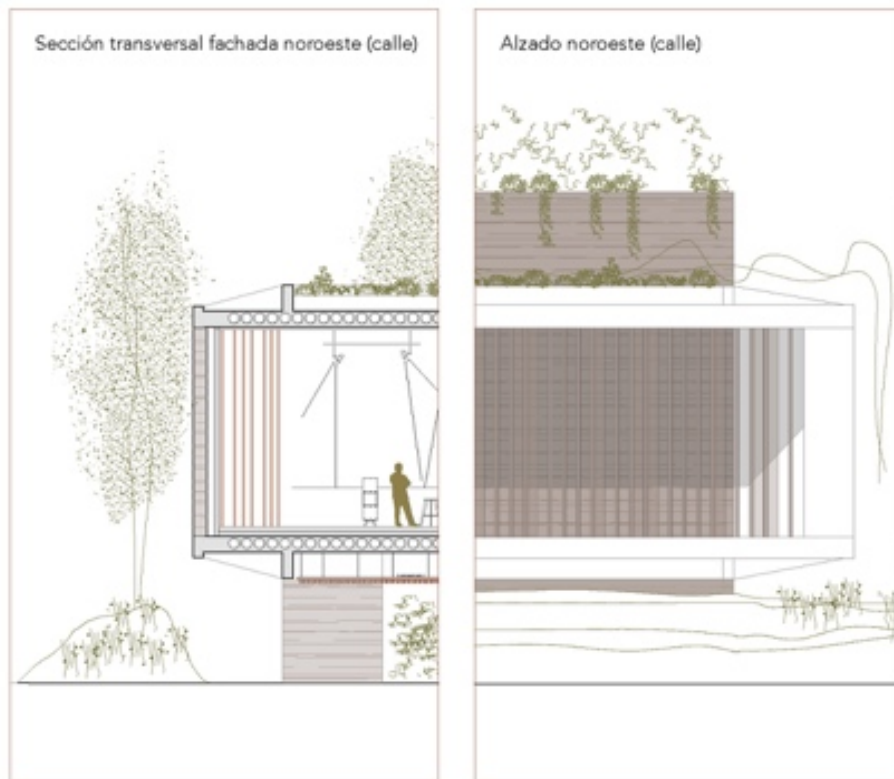 Sección transversal fachada noroeste (calle)
Alzado noroeste (calle)